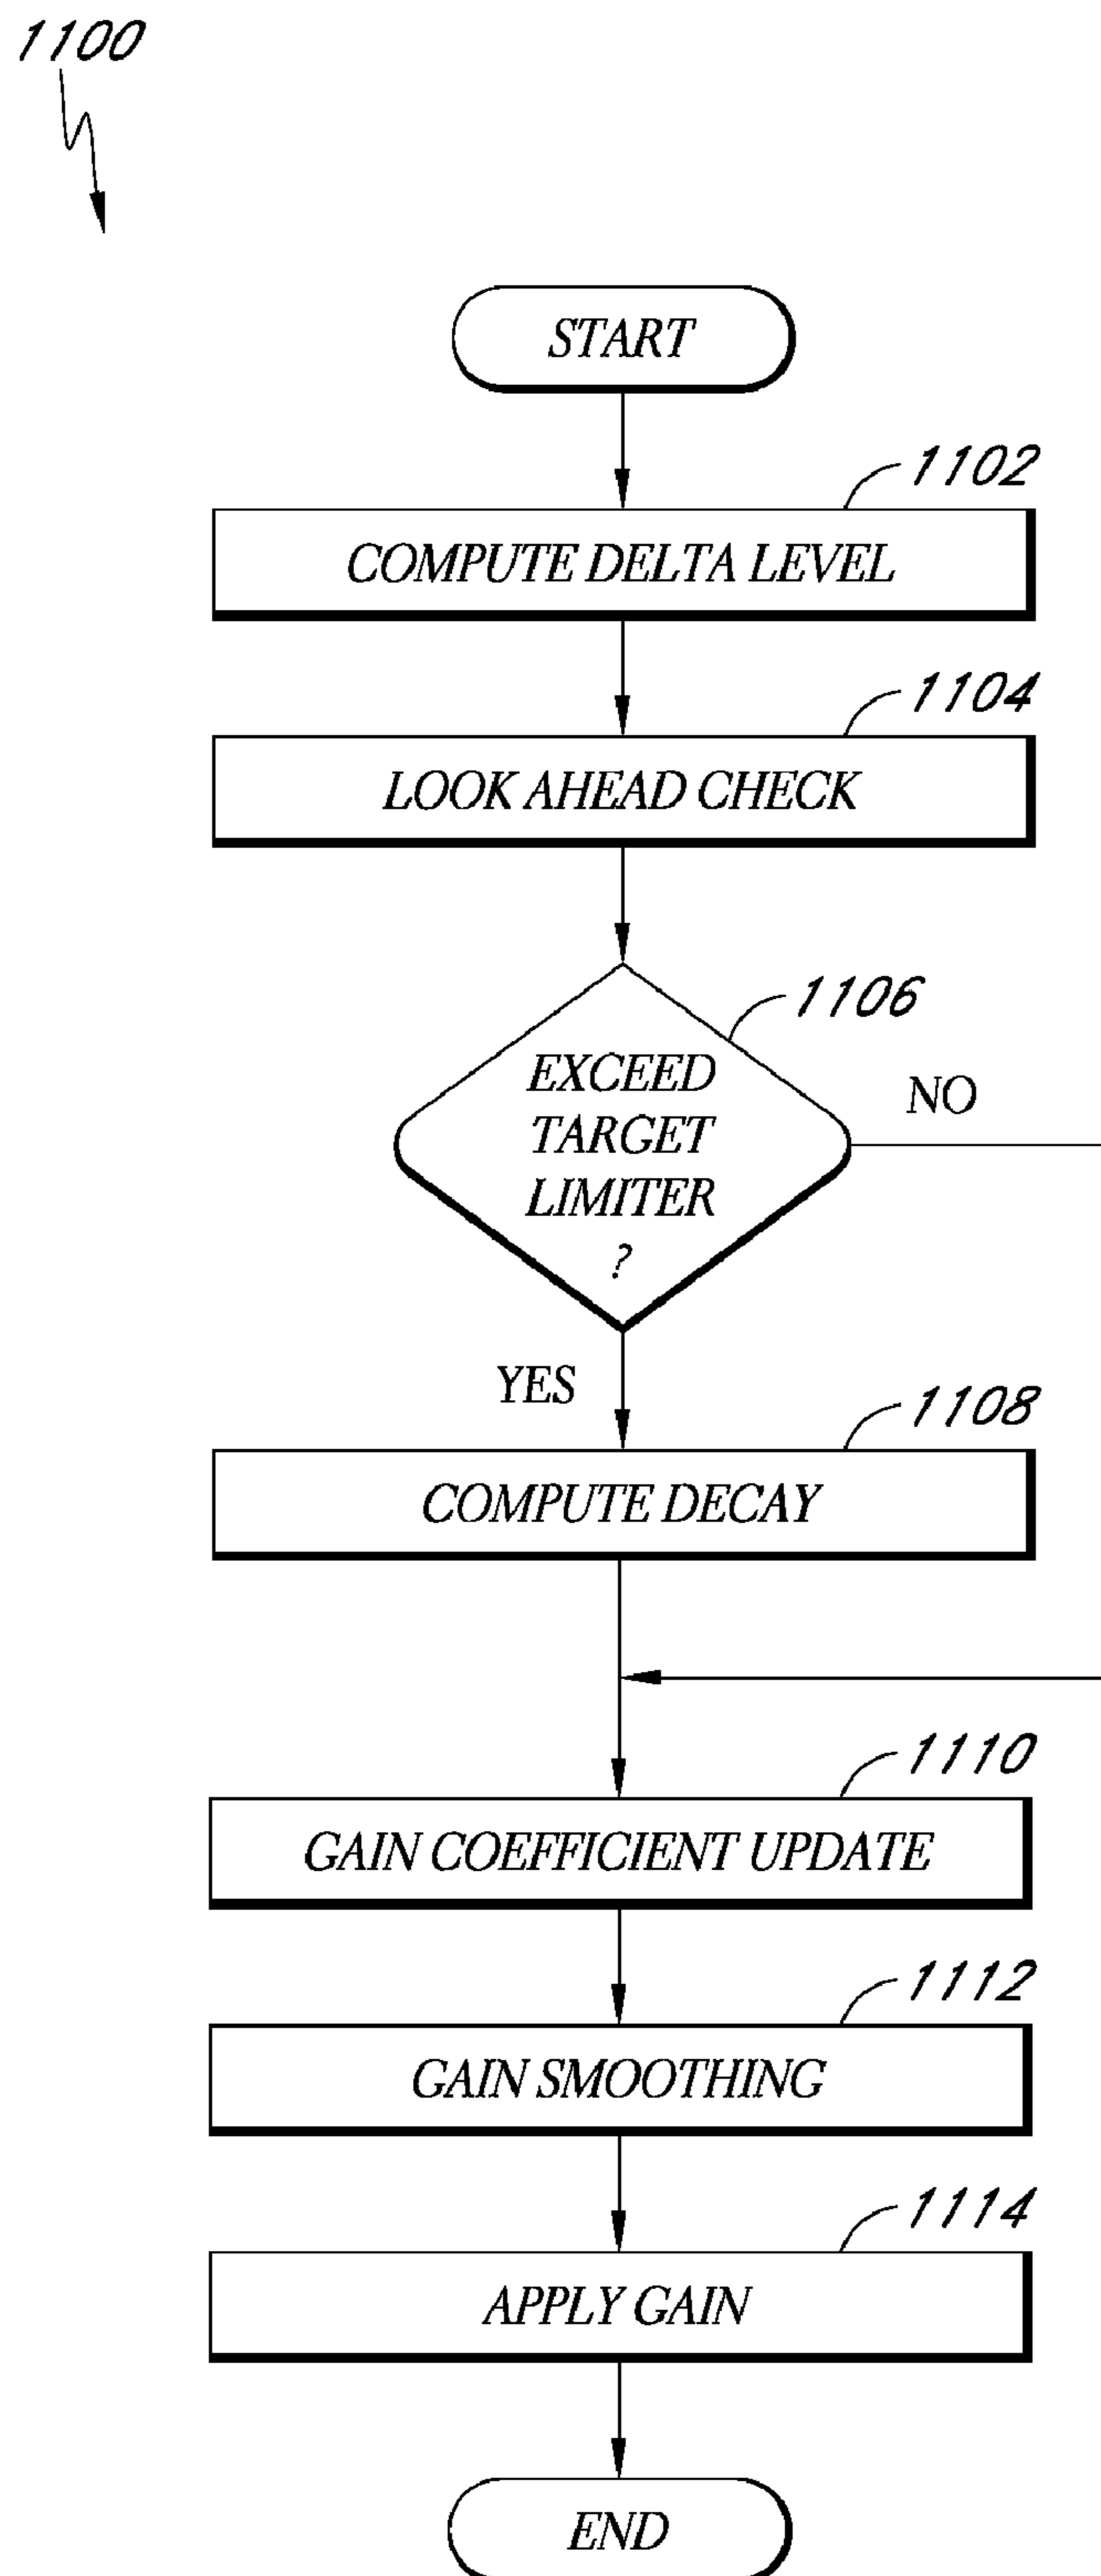 1100
START
1102
COMPUTE DELTA LEVEL
1104
LOOK AHEAD CHECK
1106
EXCEED
TARGET
LIMITER
?
NO
YES
1108
COMPUTE DECAY
1110
GAIN COEFFICIENT UPDATE
1112
GAIN SMOOTHING
1114
APPLY GAIN
END